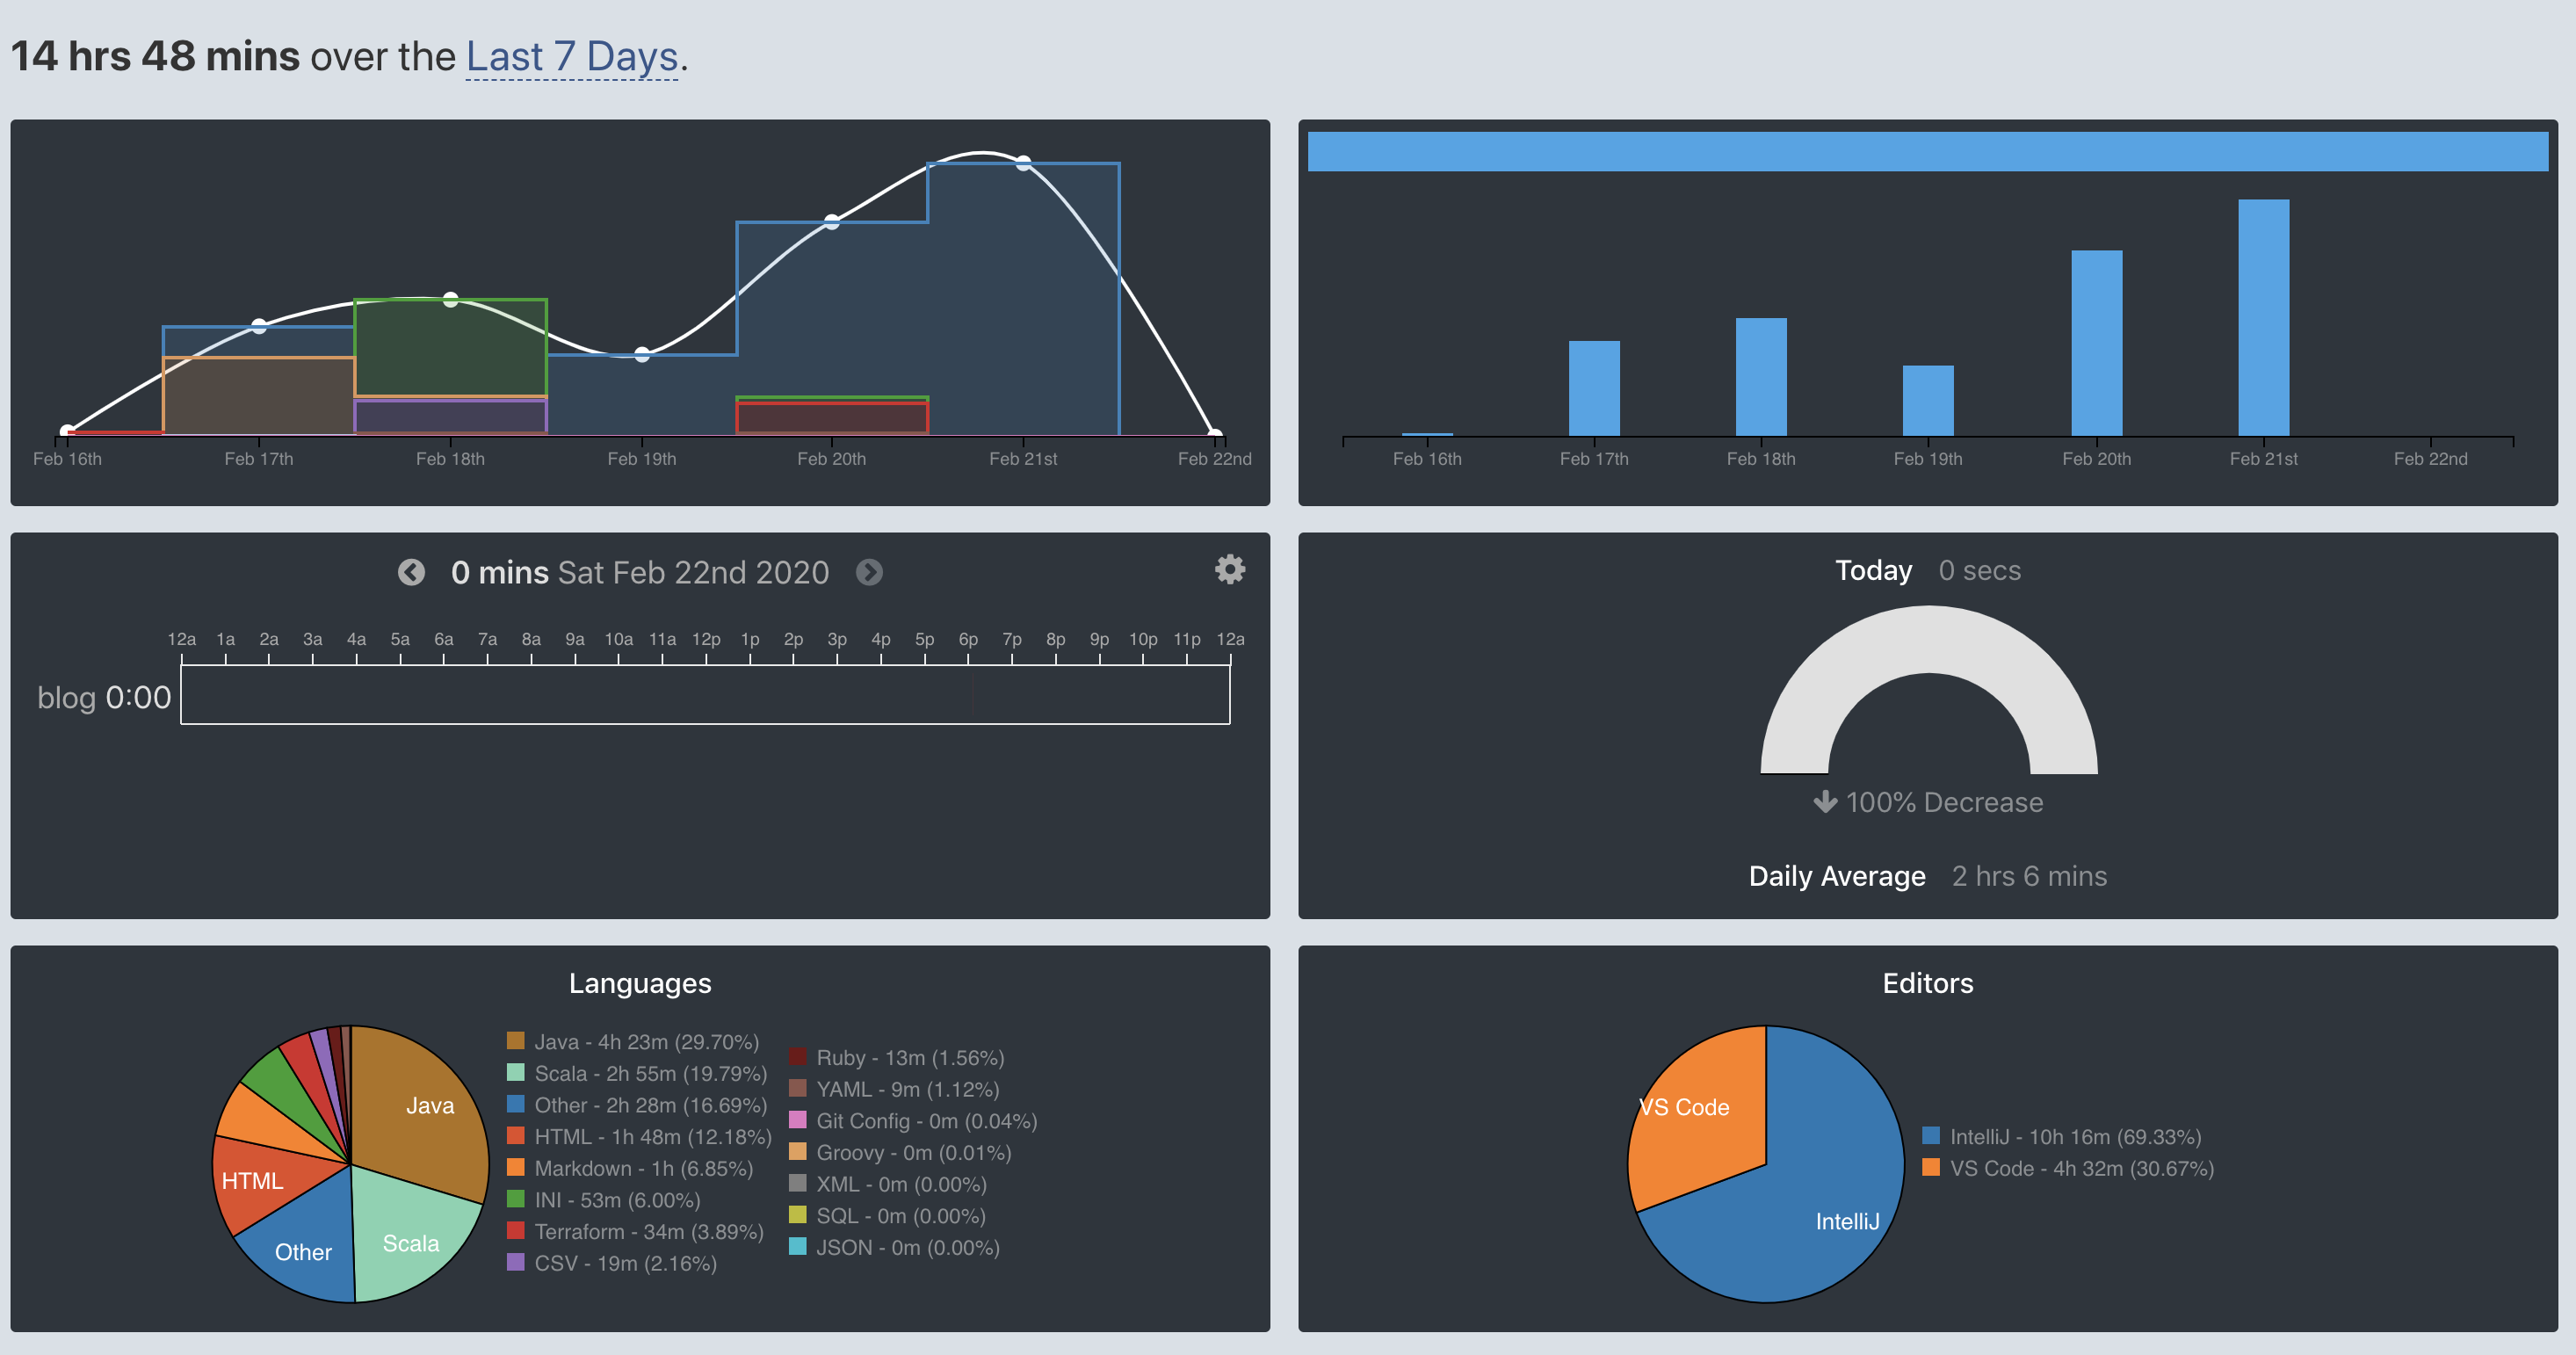 14 hrs 48 mins over the Last 7 Days.
Feb 16th Feb 17th Feb 18th Feb 19th Feb 20th Feb 21st Feb 22nd
Feb 16th Feb 17th Feb 18th Feb 19th Feb 20th Feb 21st Feb 22nd
0 mins Sat Feb 22nd 2020
12a 1a 2a 3a 4a 5a 6a 7a 8a 9a 10a 11a 12p 1p 2p 3p 4p 5p 6p 7p 8p 9p 10p 11p 12a
blog 0:00
Today 0 secs
100% Decrease
Daily Average 2 hrs 6 mins
Languages
Java
Scala
Other
HTML
Java - 4h 23m (29.70%)
Scala - 2h 55m (19.79%)
Other - 2h 28m (16.69%)
HTML - 1h 48m (12.18%)
Markdown - 1h (6.85%)
INI - 53m (6.00%)
Terraform - 34m (3.89%)
CSV - 19m (2.16%)
Ruby - 13m (1.56%)
YAML - 9m (1.12%)
Git Config - 0m (0.04%)
Groovy - 0m (0.01%)
XML - 0m (0.00%)
SQL - 0m (0.00%)
JSON - 0m (0.00%)
Editors
VS Code
IntelliJ
IntelliJ - 10h 16m (69.33%)
VS Code - 4h 32m (30.67%)